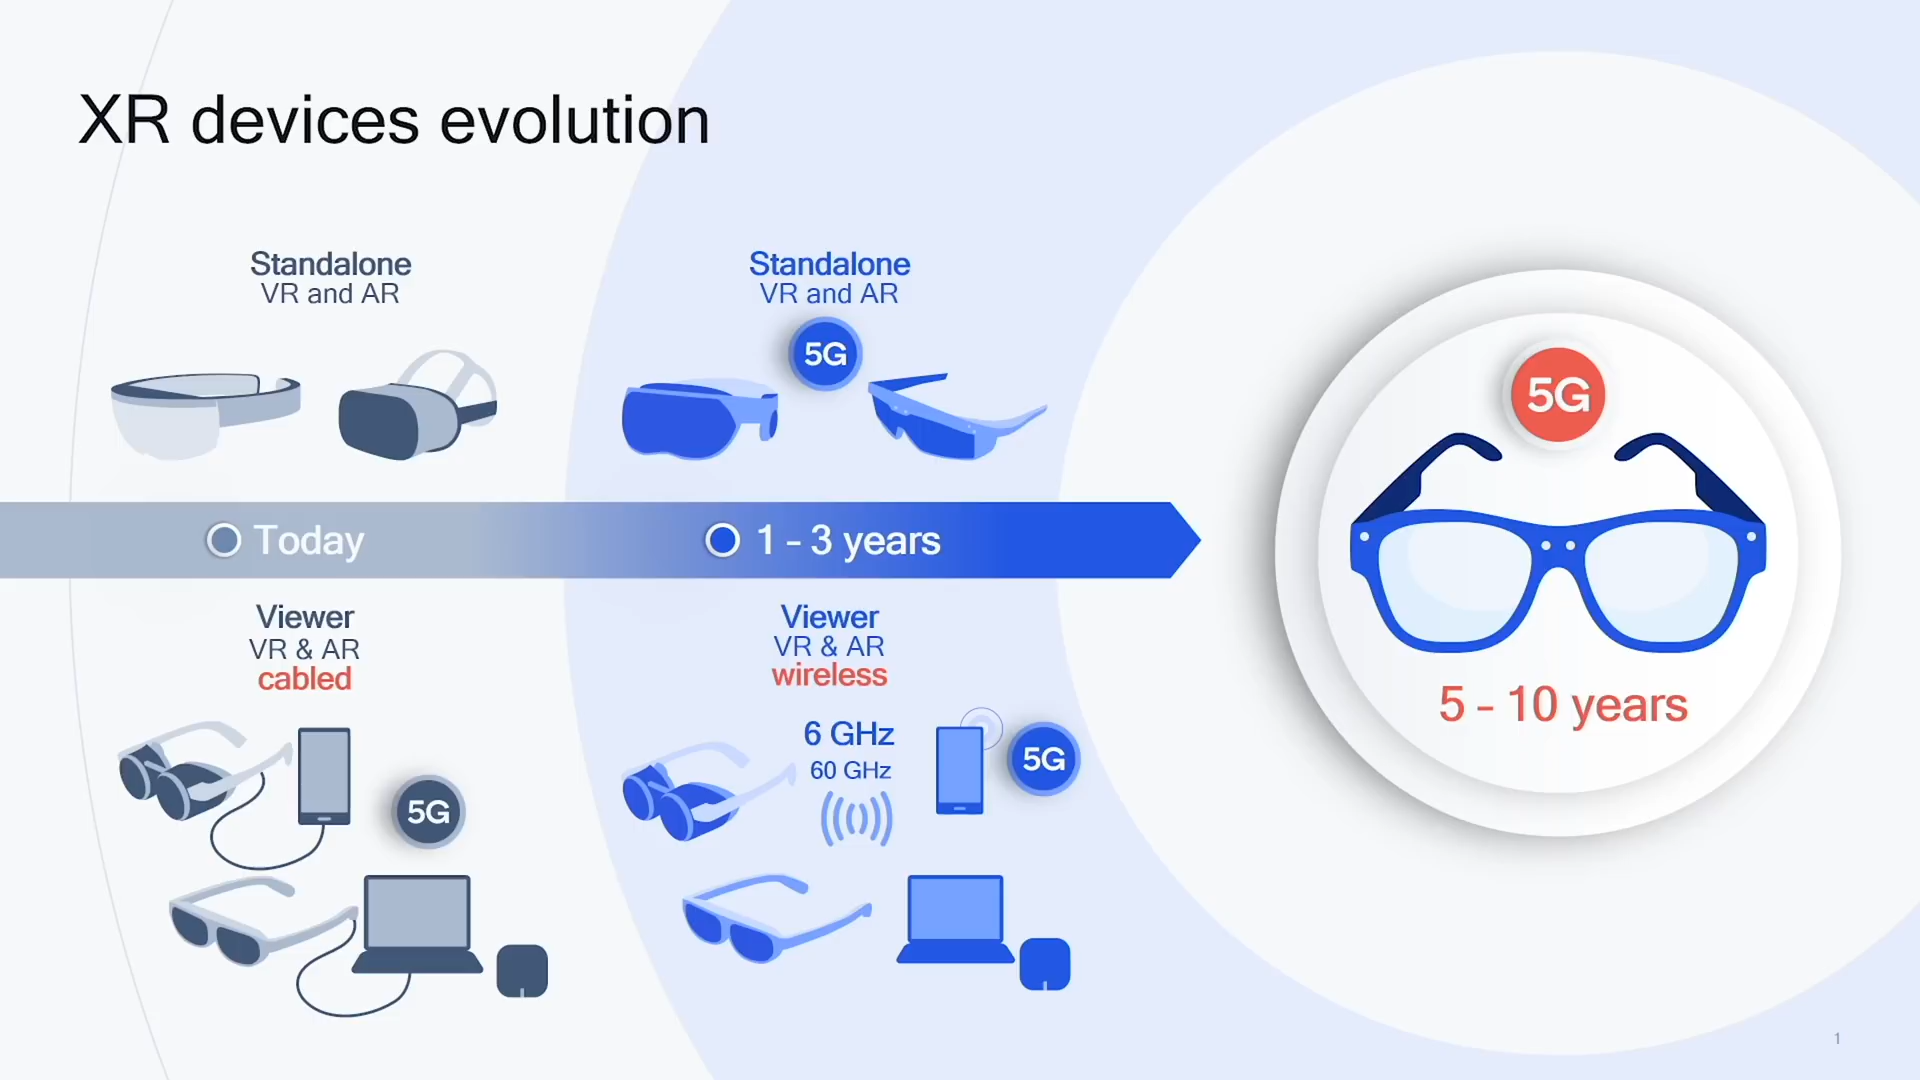 XR devices evolution
Standalone
VR and AR
Standalone
VR and AR
5G
5G
Today
1 - 3 years
Viewer
VR & AR
cabled
5G
Viewer
VR & AR
wireless
6 GHz
60 GHz
5G
5 - 10 years
1